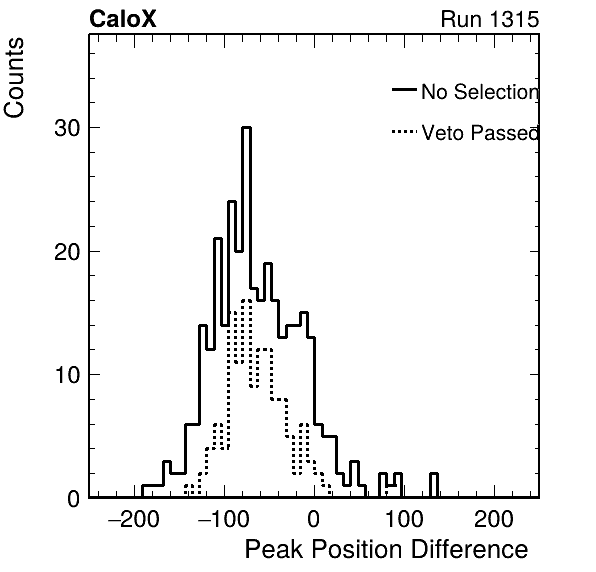 CaloX Run 1315
Counts
No Selection
Veto Passed
30
20
10
0
−200 −100 0 100 200
Peak Position Difference